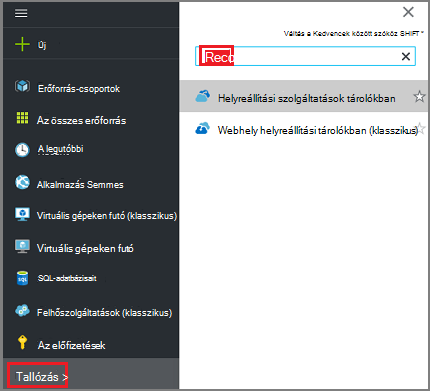 Új
Erőforrás-csoportok
Az összes erőforrás
A legutóbbi
Alkalmazás Semmes
Virtuális gépeken futó (klasszikus)
Virtuális gépeken futó
SQL
SQL-adatbázisait
Felhőszolgáltatások (klasszikus)
Az előfizetések
Tallózás >
Váltás a Kedvencek között szóköz SHIFT *
Reco
Helyreállítási szolgáltatások tárolókban
Webhely helyreállítási tárolókban (klasszikus)